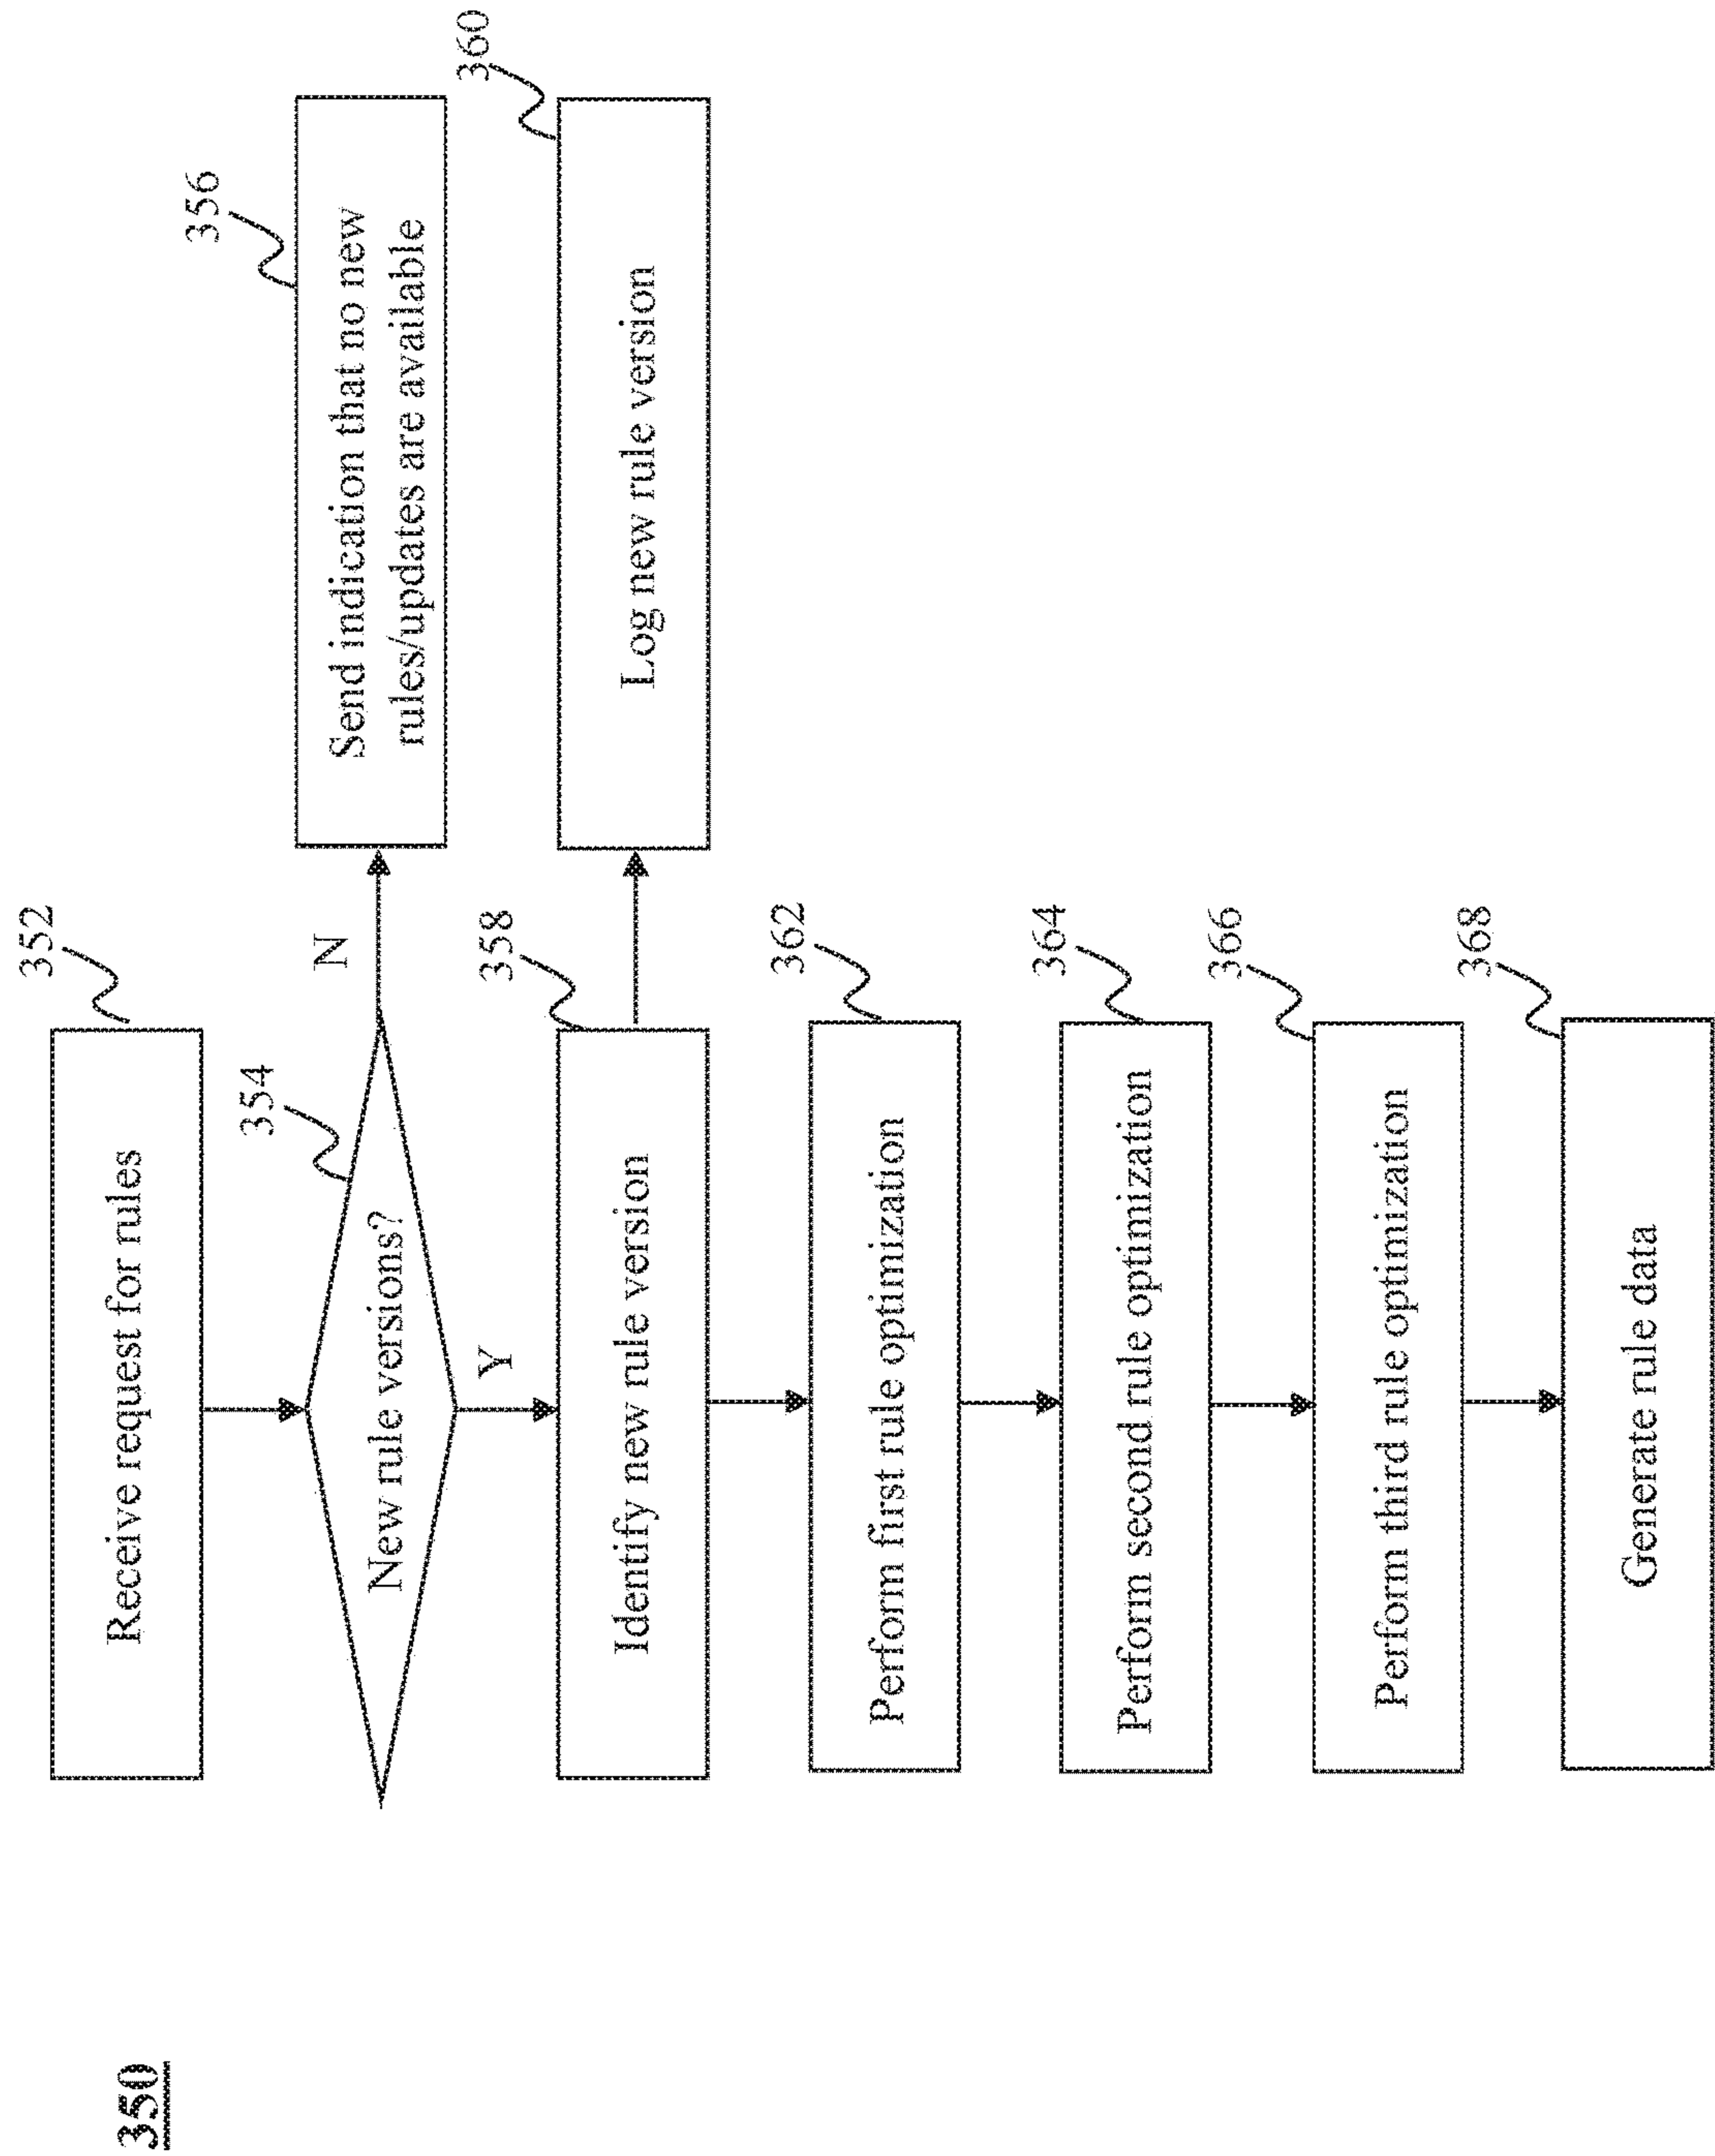 350
352
Receive request for rules
354
New rule versions?
N
356
Send indication that no new
rules/updates are available
Y
358
Identify new rule version
360
Log new rule version
362
Perform first rule optimization
364
Perform second rule optimization
366
Perform third rule optimization
368
Generate rule data